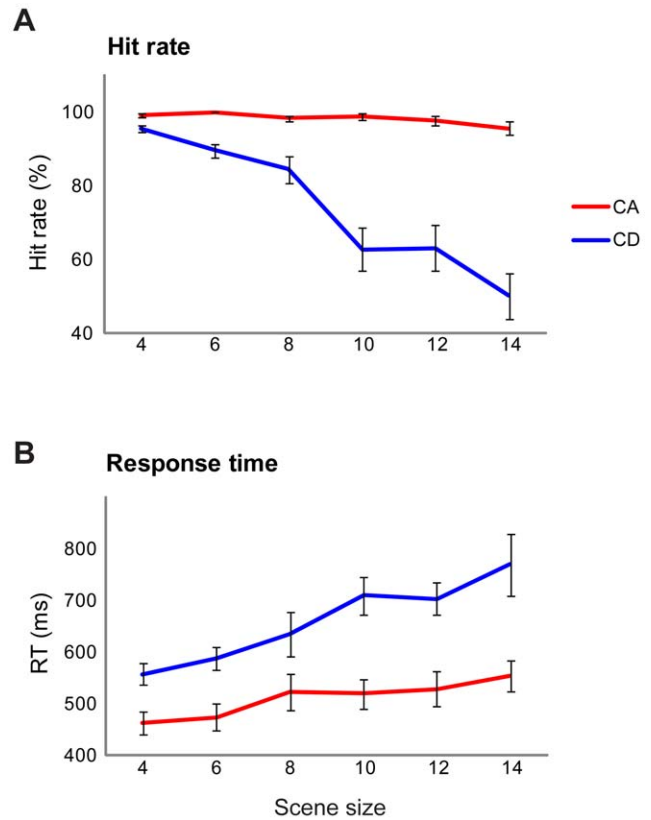 A
Hit rate
100
80
60
40
Hit rate (%)
4 6 8 10 12 14
CA
CD
B
Response time
800
700
600
500
400
RT (ms)
4 6 8 10 12 14
Scene size